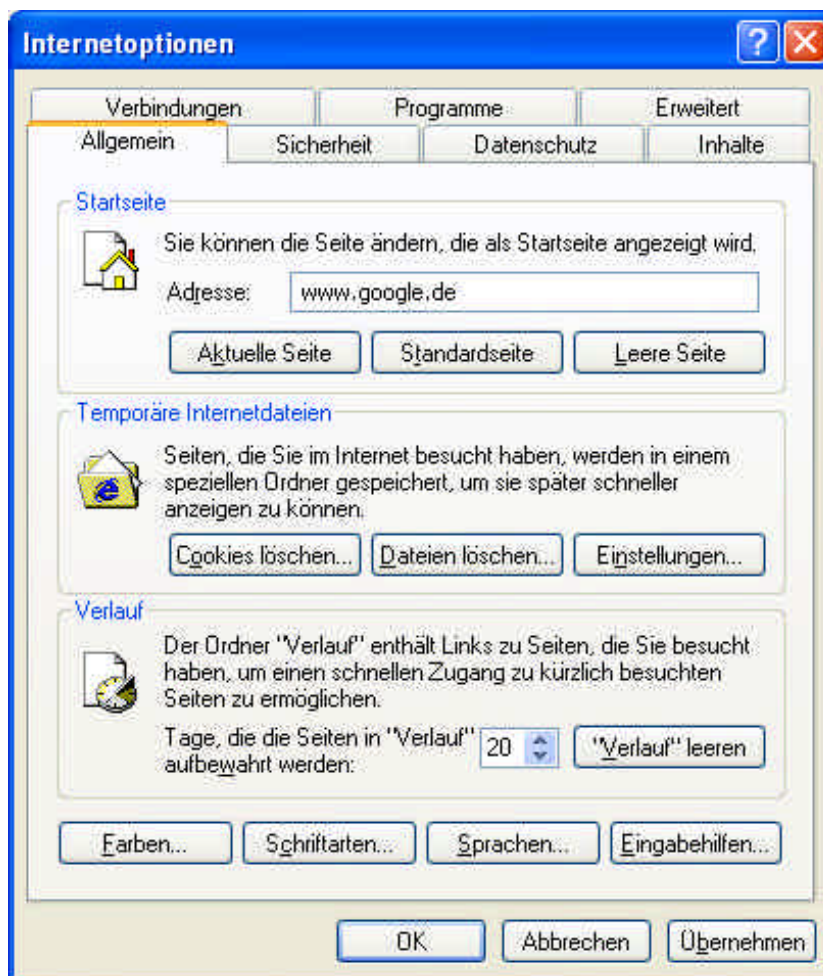 Internetoptionen
Verbindungen Programme Erweitert
Allgemein Sicherheit Datenschutz Inhalte
Startseite
Sie können die Seite ändern, die als Startseite angezeigt wird.
Adresse: www.google.de
Aktuelle Seite Standardseite Leere Seite
Temporäre Internetdateien
Seiten, die Sie im Internet besucht haben, werden in einem
speziellen Ordner gespeichert, um sie später schneller
anzeigen zu können.
Cookies löschen... Dateien löschen... Einstellungen...
Verlauf
Der Ordner "Verlauf" enthält Links zu Seiten, die Sie besucht
haben, um einen schnellen Zugang zu kürzlich besuchten
Seiten zu ermöglichen.
Tage, die die Seiten in "Verlauf"
aufbewahrt werden: 20 "Verlauf" leeren
Farben... Schriftarten... Sprachen... Eingabehilfen...
OK Abbrechen Übernehmen